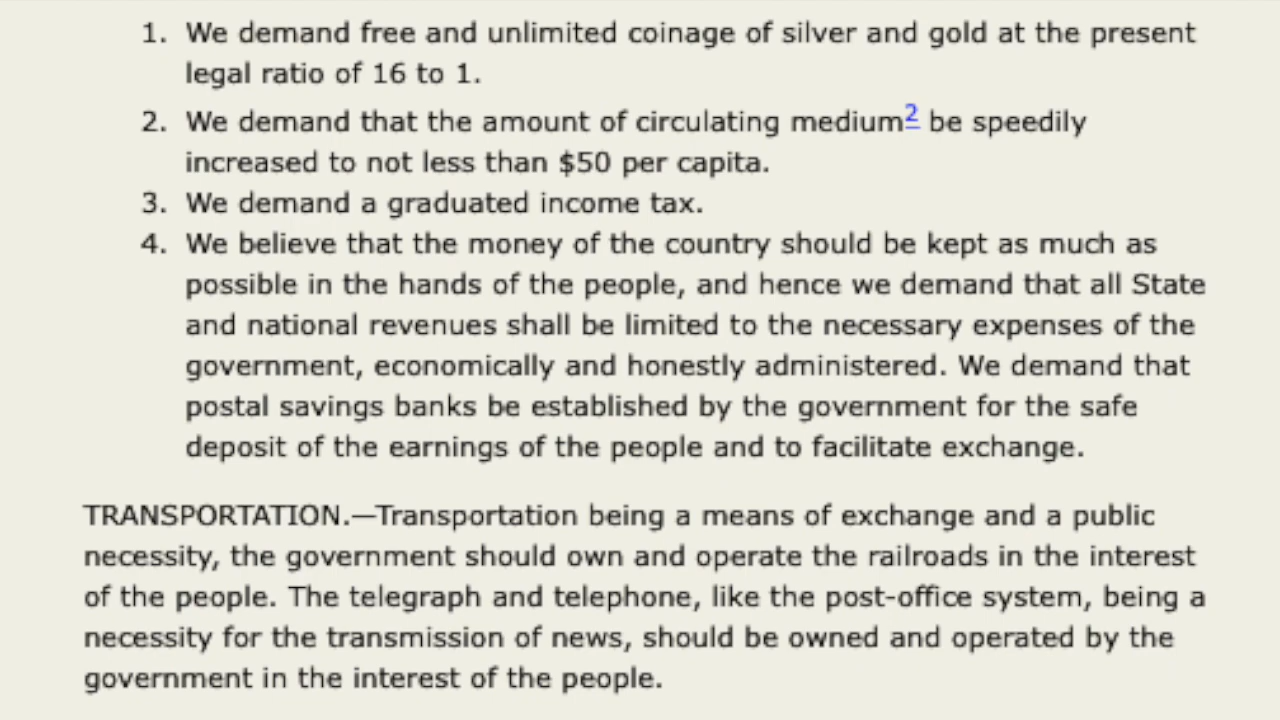 1. We demand free and unlimited coinage of silver and gold at the present
legal ratio of 16 to 1.
2. We demand that the amount of circulating medium2 be speedily
increased to not less than $50 per capita.
3. We demand a graduated income tax.
4. We believe that the money of the country should be kept as much as
possible in the hands of the people, and hence we demand that all State
and national revenues shall be limited to the necessary expenses of the
government, economically and honestly administered. We demand that
postal savings banks be established by the government for the safe
deposit of the earnings of the people and to facilitate exchange.
TRANSPORTATION.—Transportation being a means of exchange and a public
necessity, the government should own and operate the railroads in the interest
of the people. The telegraph and telephone, like the post-office system, being a
necessity for the transmission of news, should be owned and operated by the
government in the interest of the people.